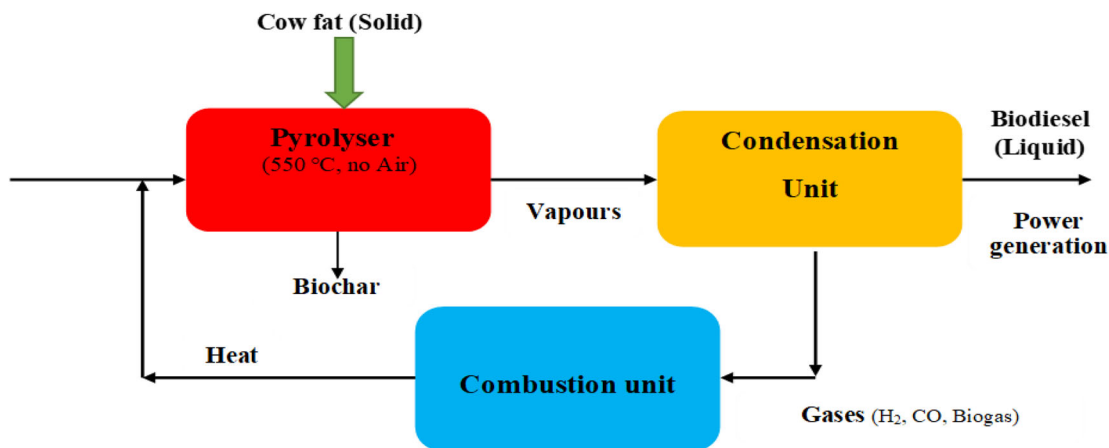 Cow fat (Solid)
Pyrolyser
(550 °C, no Air)
Condensation
Unit
Biodiesel
(Liquid)
Vapours
Power
generation
Biochar
Heat
Combustion unit
Gases (H₂, CO, Biogas)